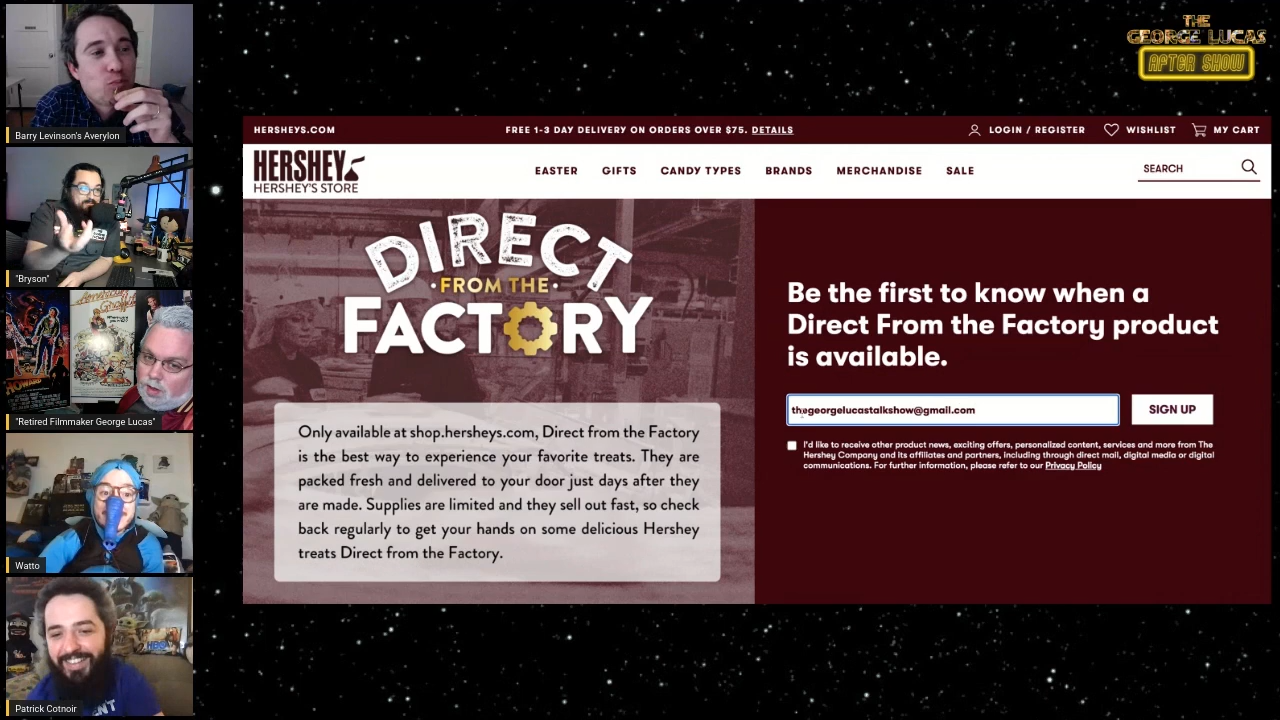 THE
GEORGE LUCAS
AFTER SHOW
Barry Levinson's Averylon
"Bryson"
HOWARD
American Graffiti
"Retired Filmmaker George Lucas"
Watto
HBO
Patrick Cotnoir
HERSHEYS.COM
FREE 1-3 DAY DELIVERY ON ORDERS OVER $75. DETAILS
LOGIN / REGISTER
WISHLIST
MY CART
HERSHEY
HERSHEY'S STORE
EASTER
GIFTS
CANDY TYPES
BRANDS
MERCHANDISE
SALE
SEARCH
DIRECT
·FROM THE·
FACTORY
Only available at shop.hersheys.com, Direct from the Factory
is the best way to experience your favorite treats. They are
packed fresh and delivered to your door just days after they
are made. Supplies are limited and they sell out fast, so check
back regularly to get your hands on some delicious Hershey
treats Direct from the Factory.
Be the first to know when a
Direct From the Factory product
is available.
thegeorgelucastalkshow@gmail.com
SIGN UP
I'd like to receive other product news, exciting offers, personalized content, services and more from The
Hershey Company and its affiliates and partners, including through direct mail, digital media or digital
communications. For further information, please refer to our Privacy Policy